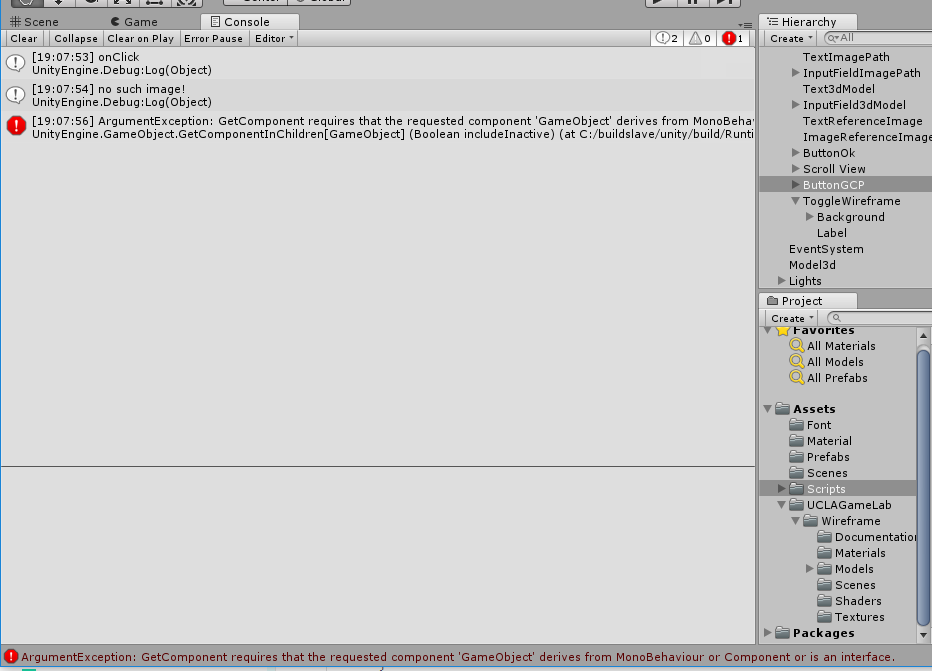 Scene
Game
Console
Clear
Collapse
Clear on Play
Error Pause
Editor
2
0
1
[19:07:53] onClick
UnityEngine.Debug:Log(Object)
[19:07:54] no such image!
UnityEngine.Debug:Log(Object)
[19:07:56] ArgumentException: GetComponent requires that the requested component 'GameObject' derives from MonoBehav
UnityEngine.GameObject.GetComponentInChildren[GameObject] (Boolean includeInactive) (at C:/buildslave/unity/build/Runti
Hierarchy
Create
All
TextImagePath
InputFieldImagePath
Text3dModel
InputField3dModel
TextReferenceImage
ImageReferenceImage
ButtonOk
Scroll View
ButtonGCP
ToggleWireframe
Background
Label
EventSystem
Model3d
Lights
Project
Create
Favorites
All Materials
All Models
All Prefabs
Assets
Font
Material
Prefabs
Scenes
Scripts
UCLAGameLab
Wireframe
Documentation
Materials
Models
Scenes
Shaders
Textures
Packages
ArgumentException: GetComponent requires that the requested component 'GameObject' derives from MonoBehaviour or Component or is an interface.